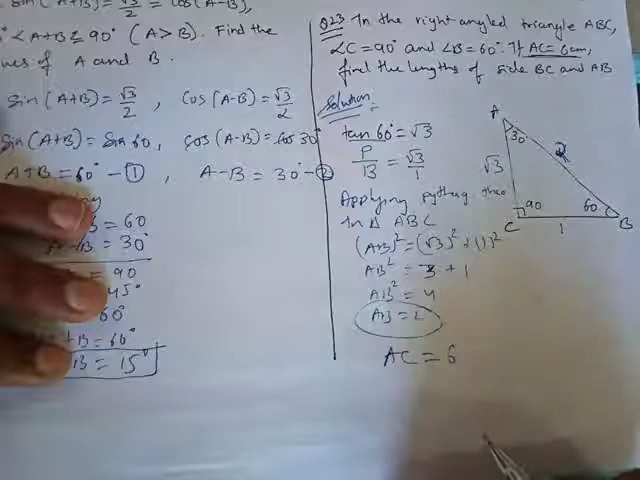 sin(A+B) = √3/2 = cos(A-B),
° < A+B ≤ 90° (A>B). Find the
ues of A and B.
sin(A+B) = √3/2 , cos(A-B) = √3/2
sin(A+B) = sin 60, cos(A-B) = cos 30°
A+B = 60° - ① , A-B = 30° - ②
= 60
B = 30°
= 90
45°
60°
+B = 60°
B = 15°
Q23 In the right angled triangle ABC,
∠C = 90° and ∠B = 60°. If AC = 6cm,
find the lengths of side BC and AB
Solution:-
tan 60° = √3
P/B = √3/1
Applying pythag theo
In Δ ABC
(AB)² = (√3)² + (1)²
AB² = 3 + 1
AB² = 4
AB = 2
AC = 6
A
30°
√3
2
90
60
C
1
B